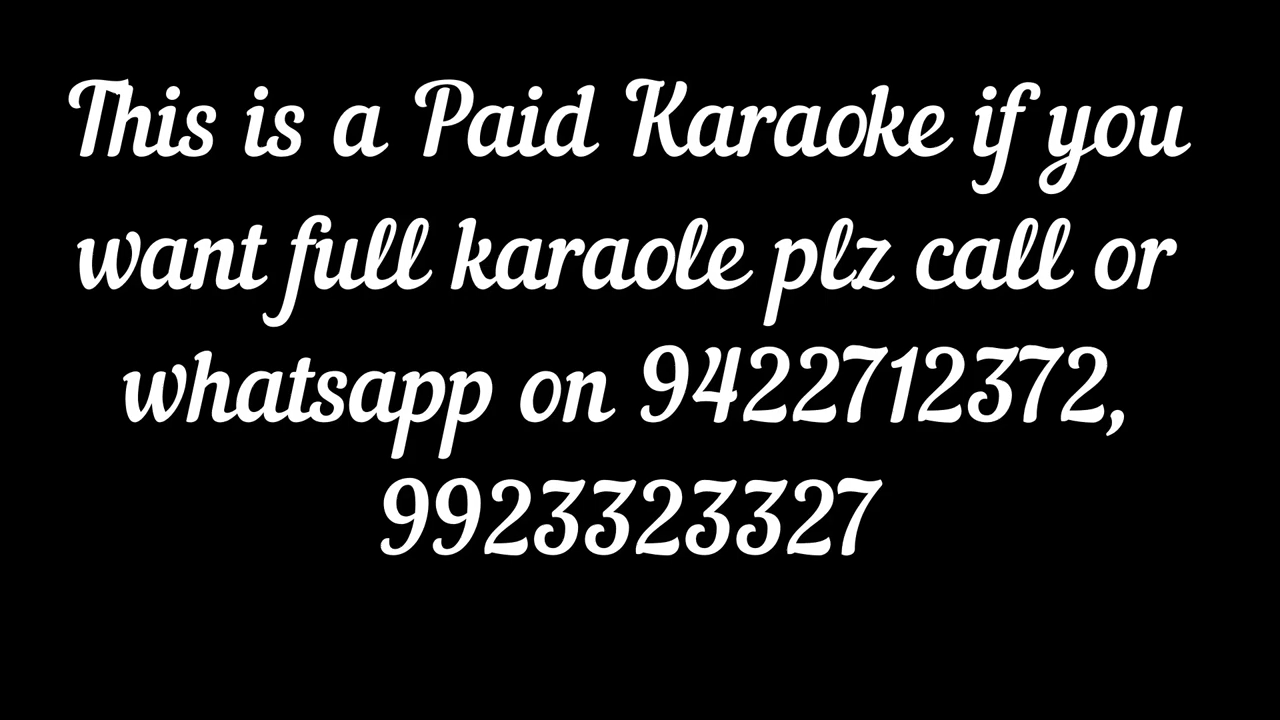 This is a Paid Karaoke if you
want full karaole plz call or
whatsapp on 9422712372,
9923323327